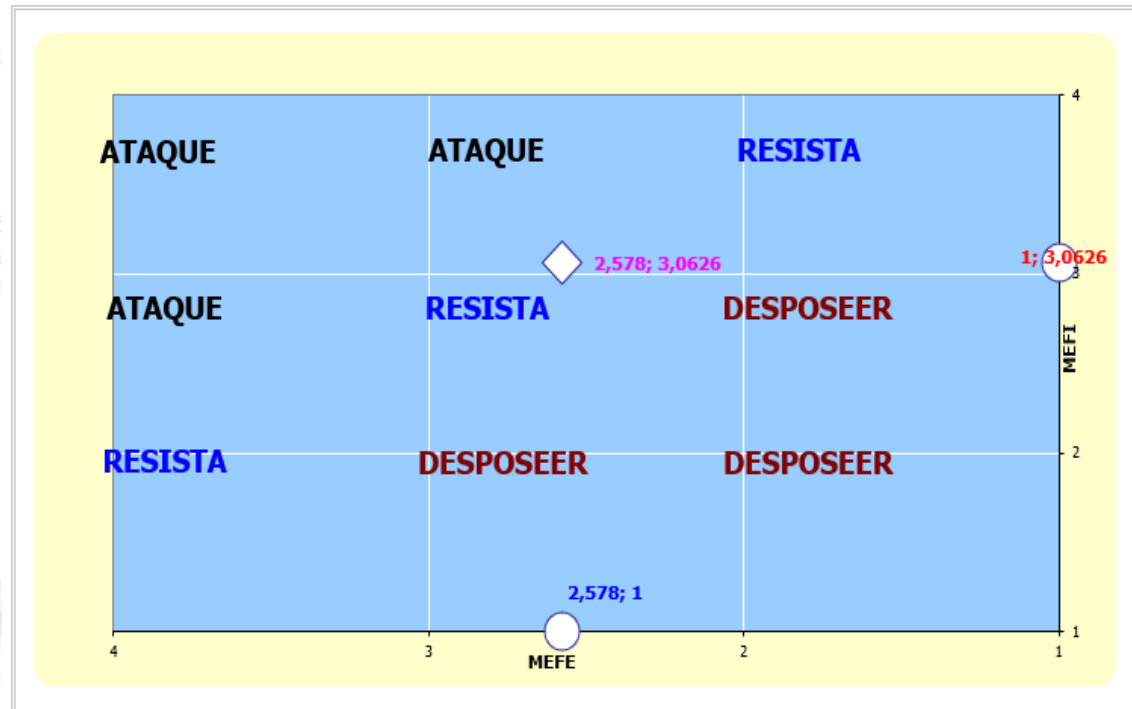 4
ATAQUE ATAQUE RESISTA
2,578; 3,0626 1; 3,0626
3
ATAQUE RESISTA DESPOSEER
MEFI
RESISTA DESPOSEER DESPOSEER
2
2,578; 1
1
4 3 2 1
MEFE